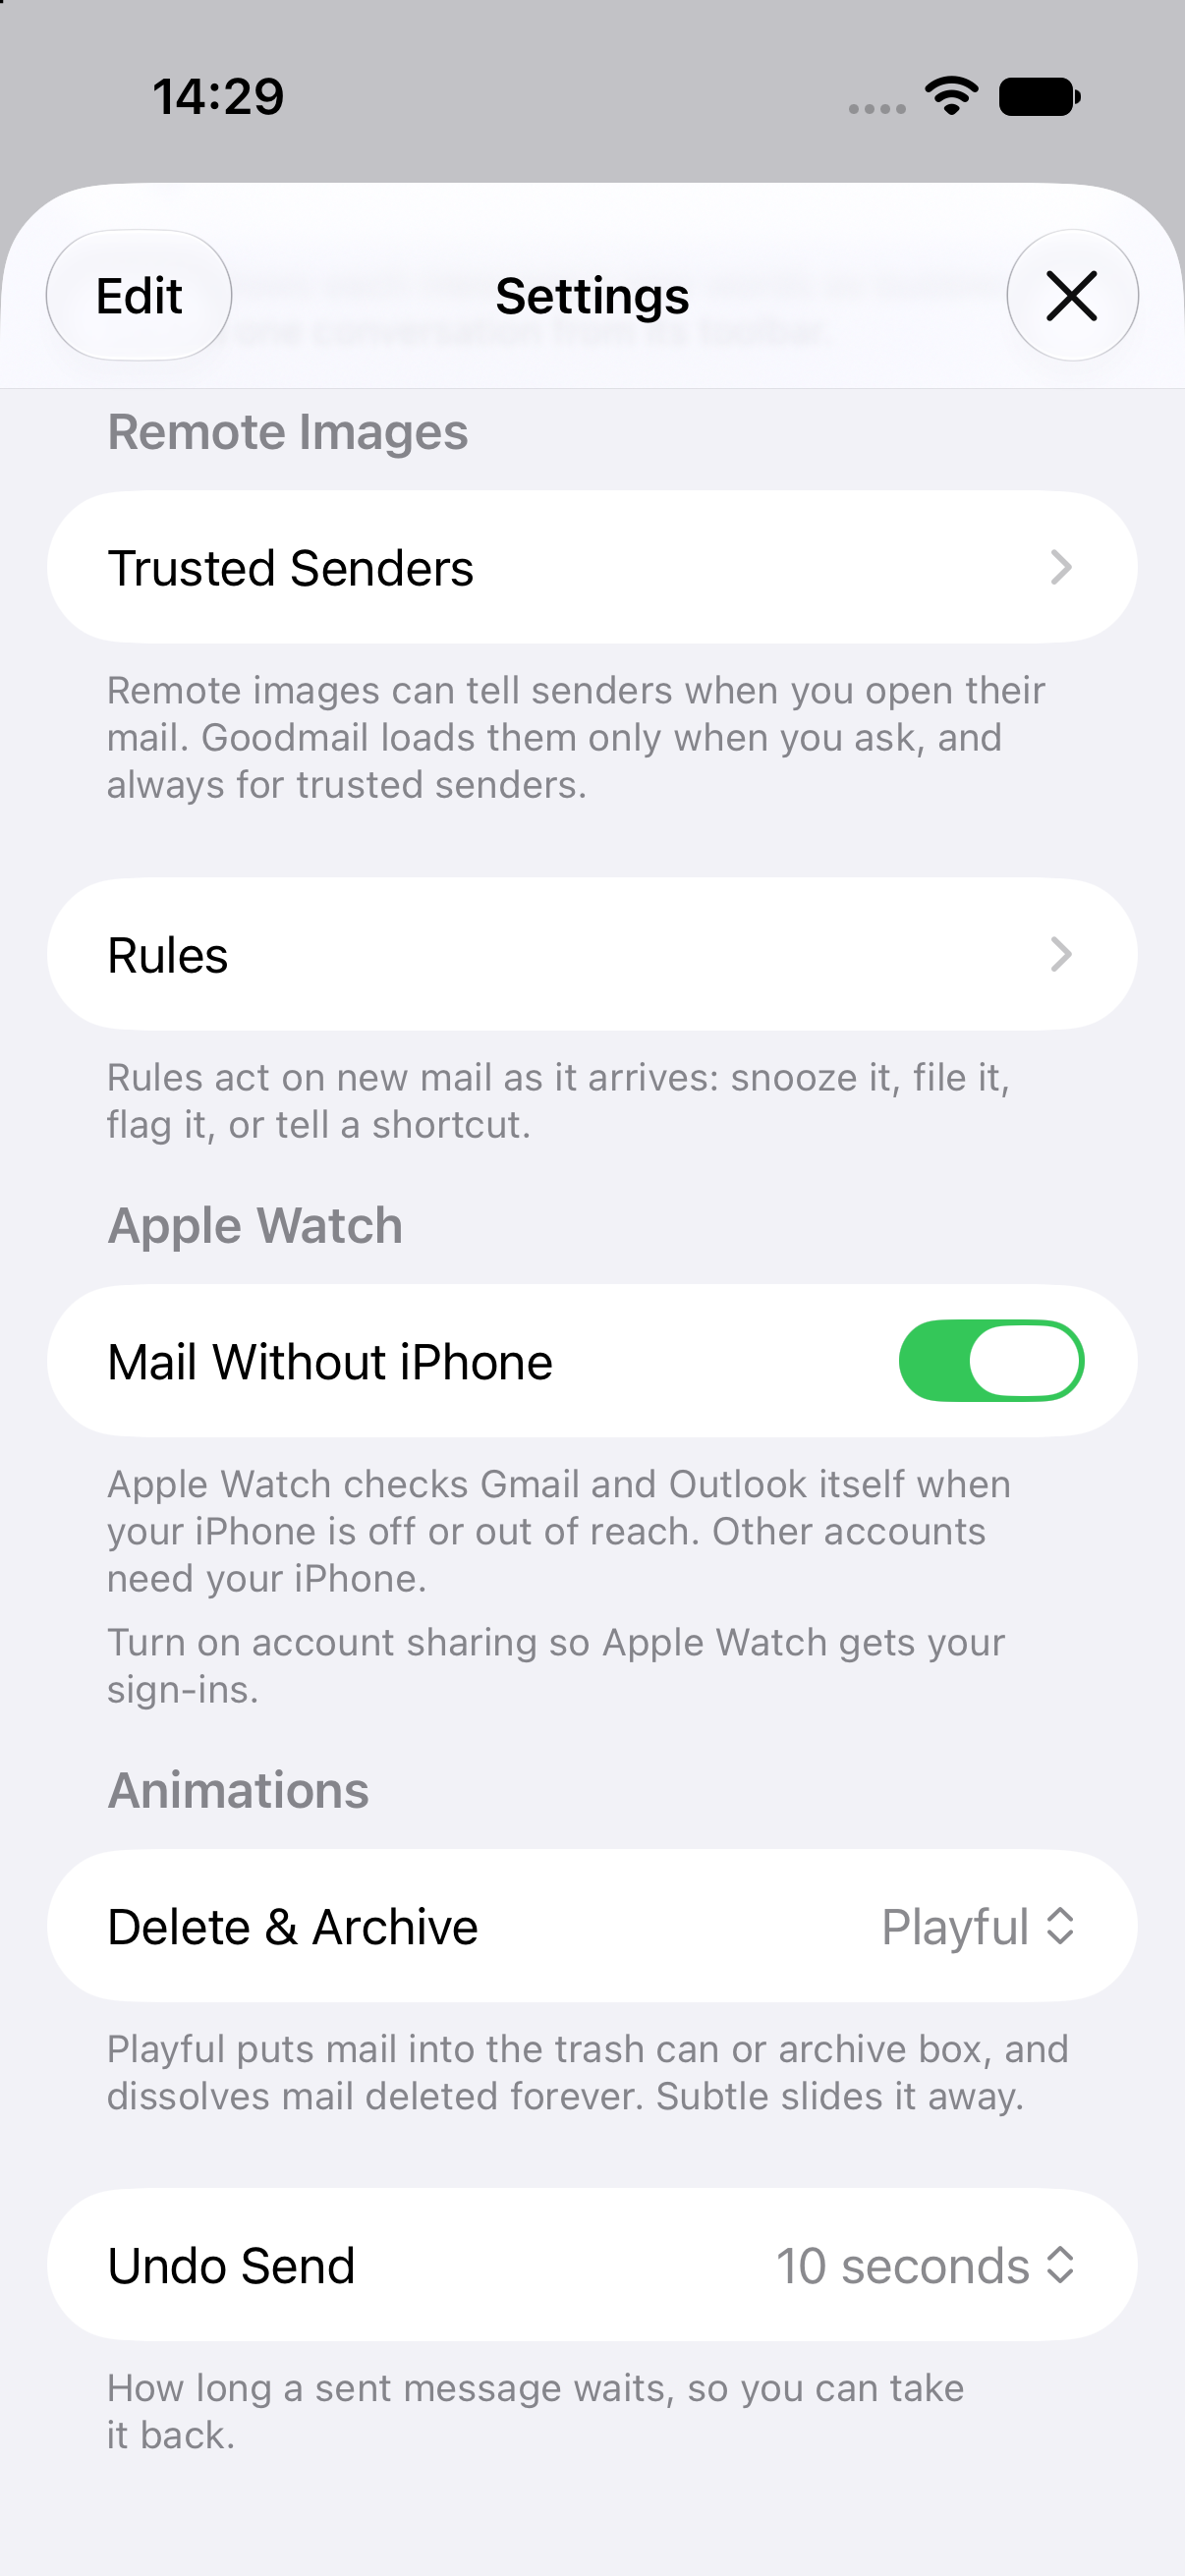 14:29
Edit
Settings
one conversation from its toolbar.
Remote Images
Trusted Senders
Remote images can tell senders when you open their
mail. Goodmail loads them only when you ask, and
always for trusted senders.
Rules
Rules act on new mail as it arrives: snooze it, file it,
flag it, or tell a shortcut.
Apple Watch
Mail Without iPhone
Apple Watch checks Gmail and Outlook itself when
your iPhone is off or out of reach. Other accounts
need your iPhone.
Turn on account sharing so Apple Watch gets your
sign-ins.
Animations
Delete & Archive
Playful
Playful puts mail into the trash can or archive box, and
dissolves mail deleted forever. Subtle slides it away.
Undo Send
10 seconds
How long a sent message waits, so you can take
it back.